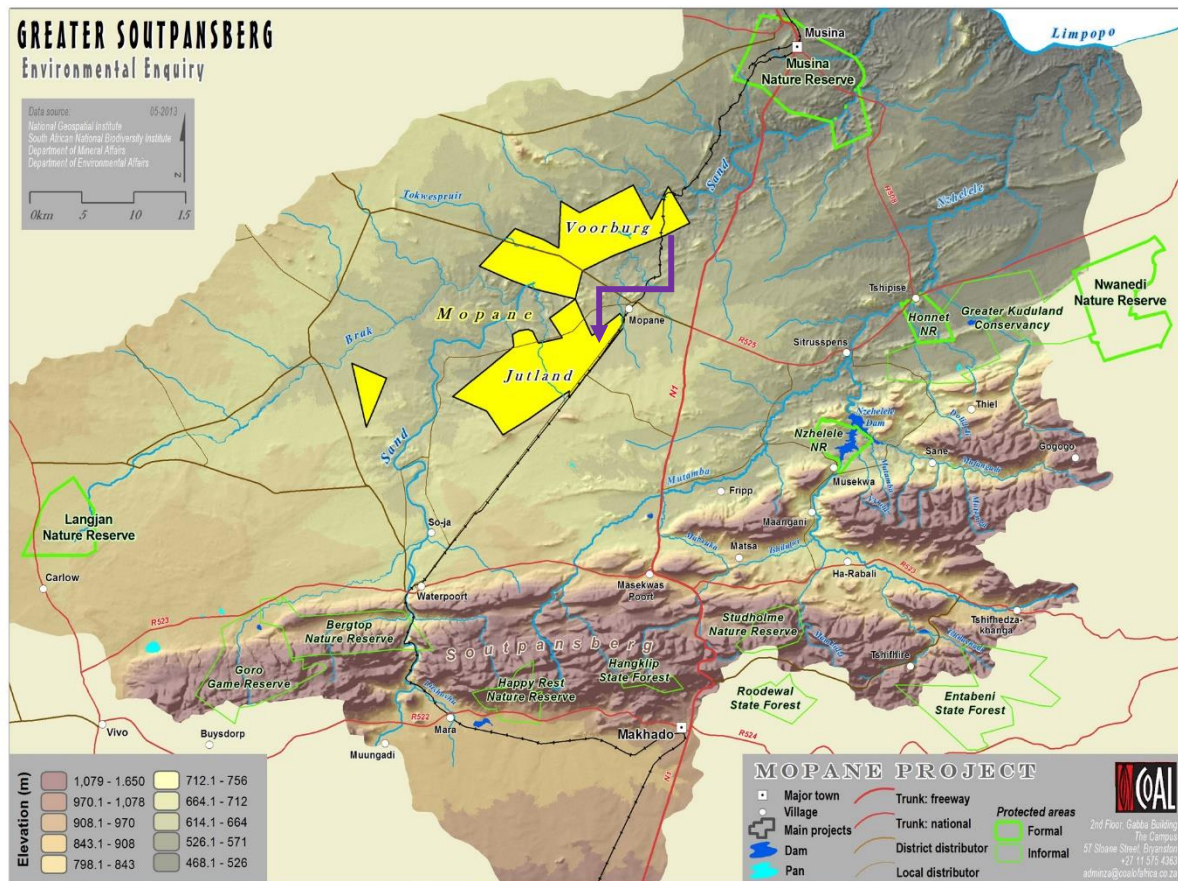 GREATER SOUTPANSBERG
Environmental Enquiry
Data source: 05-2013
National Geospatial Institute
South African National Biodiversity Institute
Department of Mineral Affairs
Department of Environmental Affairs
N
0km 5 10 15
Musina
Musina
Nature Reserve
Limpopo
Sand
Tokwespruit
Voorburg
R508
Nzhelele
Tshipise
Honnet
NR
Greater Kuduland
Conservancy
Nwanedi
Nature Reserve
Mopane
Mopane
Brak
R525
Sitrusspens
Jutland
N1
Nzhelele
Dam
Thiel
Nzhelele
NR
Sane
Gogogo
Sand
Mutamba
Musekwa
Fripp
Maangani
Langjan
Nature Reserve
So-ja
Matsa
Carlow
Waterpoort
Masekwas
Poort
Ha-Rabali
R523
R523
Tshifhedza-
khanga
Bergtop
Nature Reserve
Studholme
Nature Reserve
Soutpansberg
Tshifhire
Goro
Game Reserve
Happy Rest
Nature Reserve
Hangklip
State Forest
Roodewal
State Forest
Entabeni
State Forest
Vivo
Buysdorp
R522
Mara
Muungadi
Makhado
R524
N1
Elevation (m)
1,079 - 1.650
970.1 - 1,078
908.1 - 970
843.1 - 908
798.1 - 843
712.1 - 756
664.1 - 712
614.1 - 664
526.1 - 571
468.1 - 526
MOPANE PROJECT
Major town
Village
Main projects
Dam
Pan
Trunk: freeway
Trunk: national
District distributor
Local distributor
Protected areas
Formal
Informal
COAL
2nd Floor, Gabba Building
The Campus
57 Sloane Street, Bryanston
+27 11 575 4363
adminza@coalofafrica.co.za